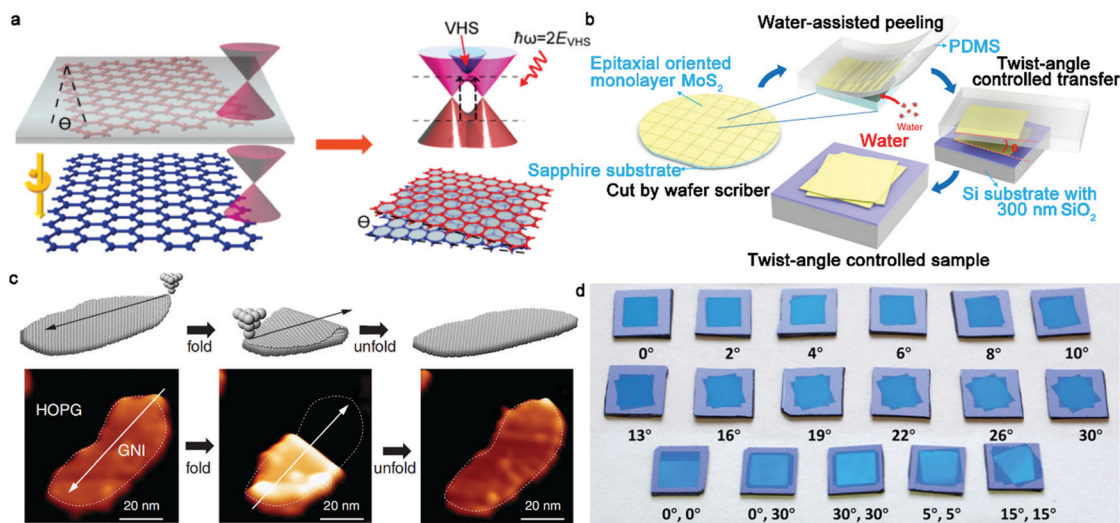 a
Θ
VHS
ħω=2E_VHS
Θ
b
Water-assisted peeling
PDMS
Epitaxial oriented
monolayer MoS₂
Twist-angle
controlled transfer
Water
Water
θ
Sapphire substrate
Cut by wafer scriber
Si substrate with
300 nm SiO₂
Twist-angle controlled sample
c
fold
unfold
HOPG
GNI
20 nm
fold
20 nm
unfold
20 nm
d
0° 2° 4° 6° 8° 10°
13° 16° 19° 22° 26° 30°
0°, 0° 0°, 30° 30°, 30° 5°, 5° 15°, 15°